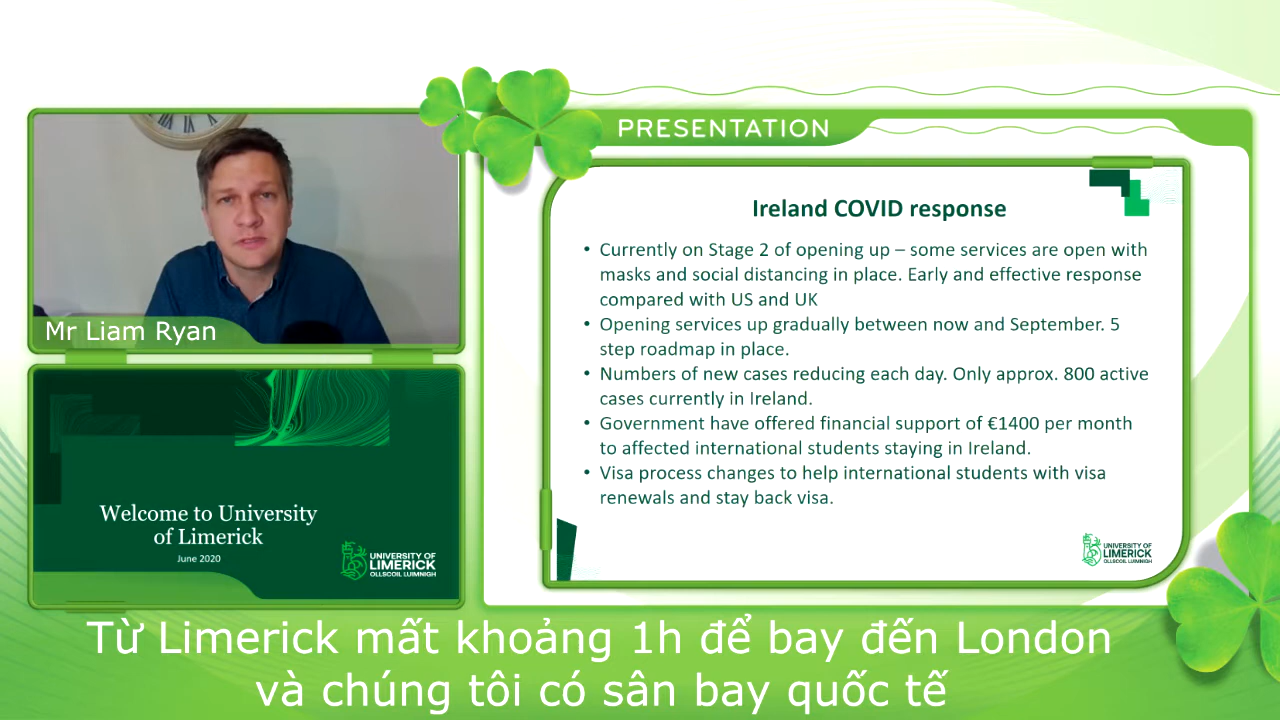 PRESENTATION
Mr Liam Ryan
Welcome to University
of Limerick
June 2020
UNIVERSITY OF
LIMERICK
OLLSCOIL LUIMNIGH
Ireland COVID response
• Currently on Stage 2 of opening up – some services are open with
masks and social distancing in place. Early and effective response
compared with US and UK
• Opening services up gradually between now and September. 5
step roadmap in place.
• Numbers of new cases reducing each day. Only approx. 800 active
cases currently in Ireland.
• Government have offered financial support of €1400 per month
to affected international students staying in Ireland.
• Visa process changes to help international students with visa
renewals and stay back visa.
UNIVERSITY OF
LIMERICK
OLLSCOIL LUIMNIGH
Từ Limerick mất khoảng 1h để bay đến London
và chúng tôi có sân bay quốc tế